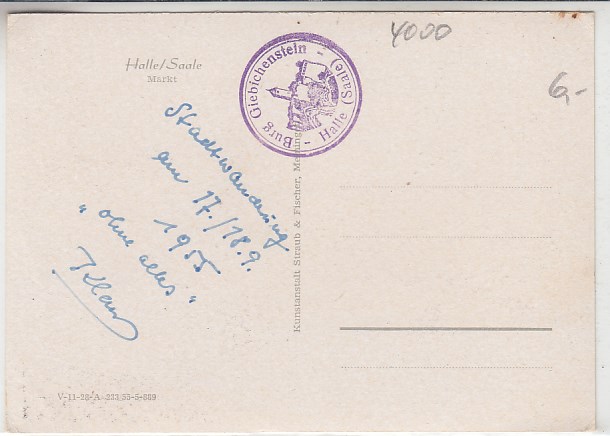 Halle/Saale
Markt
Burg Giebichenstein - Halle (Saale) -
4000
6,-
Stadtwanderung
am 17./18.9.
1955
„ohne alles"
Klaus
Kunstanstalt Straub & Fischer, Meiningen
V-11-28-A 223/55-5-889